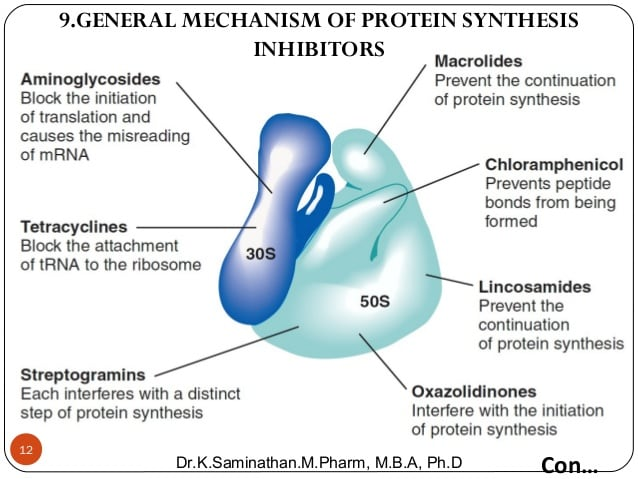 9.GENERAL MECHANISM OF PROTEIN SYNTHESIS
INHIBITORS
Aminoglycosides
Block the initiation
of translation and
causes the misreading
of mRNA
Tetracyclines
Block the attachment
of tRNA to the ribosome
Streptogramins
Each interferes with a distinct
step of protein synthesis
30S
50S
Macrolides
Prevent the continuation
of protein synthesis
Chloramphenicol
Prevents peptide
bonds from being
formed
Lincosamides
Prevent the
continuation
of protein synthesis
Oxazolidinones
Interfere with the initiation
of protein synthesis
12
Dr.K.Saminathan.M.Pharm, M.B.A, Ph.D
Con...